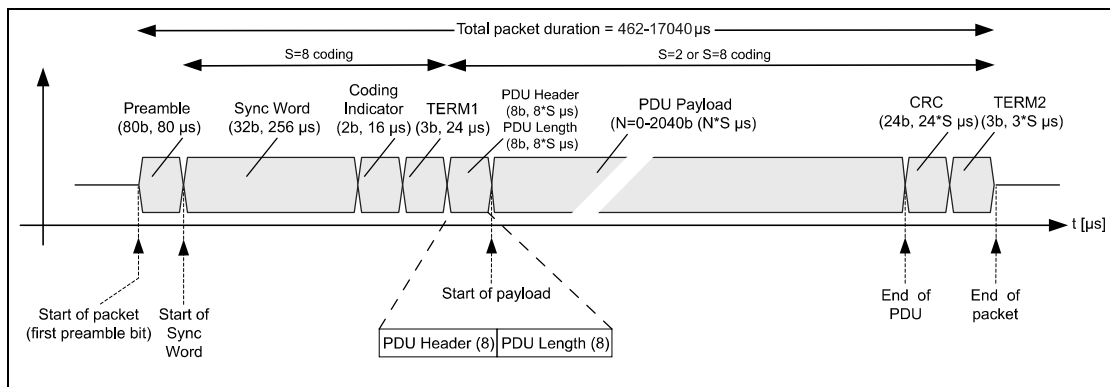 Total packet duration = 462-17040 µs
S=8 coding
S=2 or S=8 coding
Preamble
(80b, 80 µs)
Sync Word
(32b, 256 µs)
Coding
Indicator
(2b, 16 µs)
TERM1
(3b, 24 µs)
PDU Header
(8b, 8*S µs)
PDU Length
(8b, 8*S µs)
PDU Payload
(N=0-2040b (N*S µs)
CRC
(24b, 24*S µs)
TERM2
(3b, 3*S µs)
t [µs]
Start of packet
(first preamble bit)
Start of
Sync
Word
Start of payload
End of
PDU
End of
packet
PDU Header (8)
PDU Length (8)